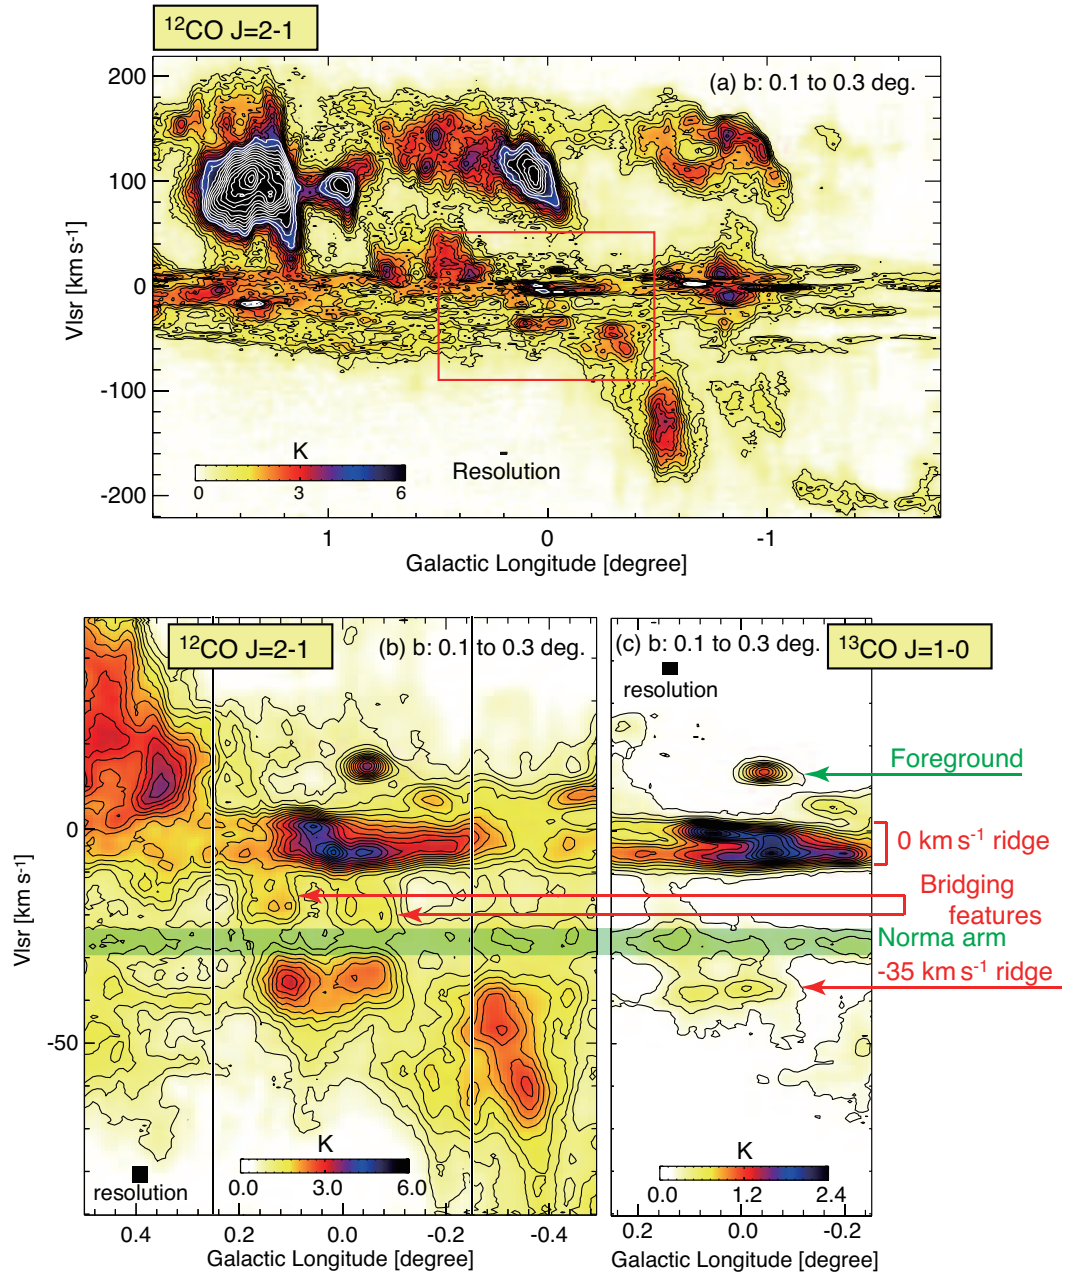 ¹²CO J=2-1
(a) b: 0.1 to 0.3 deg.
200
100
0
-100
-200
Vlsr [km s⁻¹]
K
0 3 6
Resolution
1 0 -1
Galactic Longitude [degree]
¹²CO J=2-1
(b) b: 0.1 to 0.3 deg.
(c) b: 0.1 to 0.3 deg.
¹³CO J=1-0
resolution
Foreground
0
0 km s⁻¹ ridge
Bridging
features
Norma arm
-35 km s⁻¹ ridge
Vlsr [km s⁻¹]
-50
K
0.0 3.0 6.0
resolution
K
0.0 1.2 2.4
0.4 0.2 0.0 -0.2 -0.4
0.2 0.0 -0.2
Galactic Longitude [degree]
Galactic Longitude [degree]